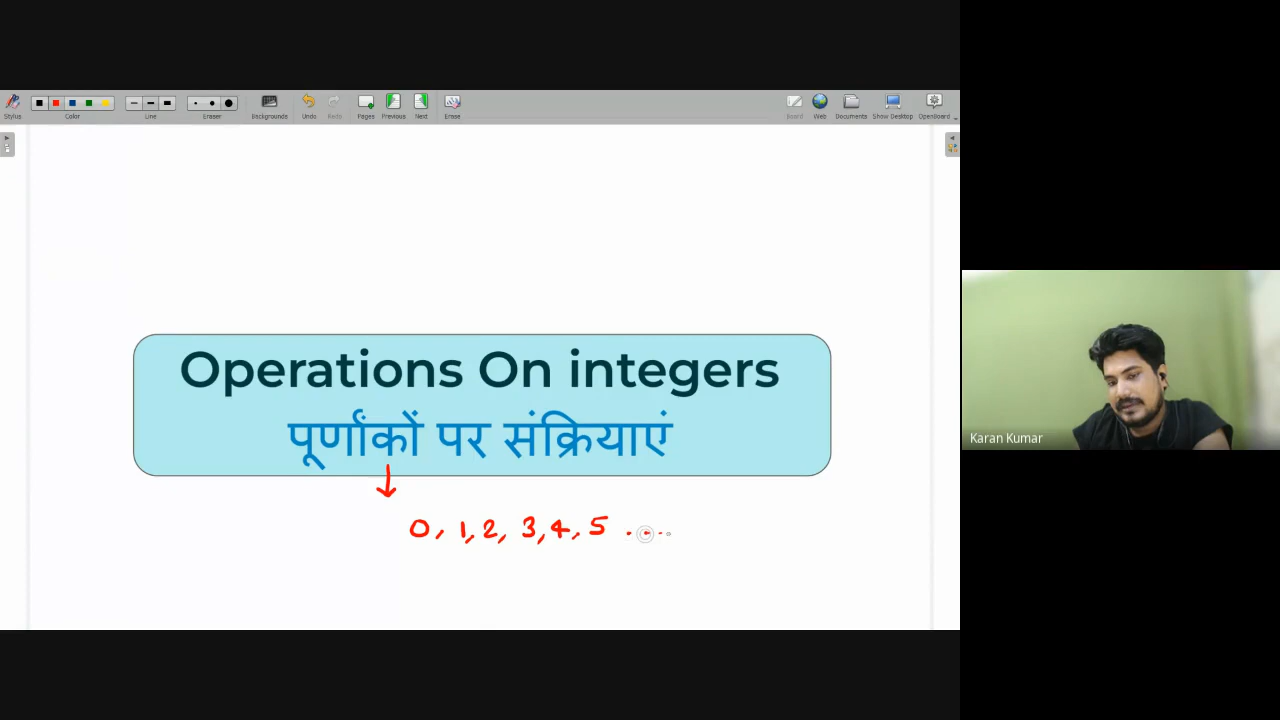 Stylus
Color
Line
Eraser
Backgrounds
Undo
Redo
Pages
Previous
Next
Erase
Board
Web
Documents
Show Desktop
OpenBoard
Operations On integers
पूर्णांकों पर संक्रियाएं
0, 1, 2, 3, 4, 5 ....
Karan Kumar